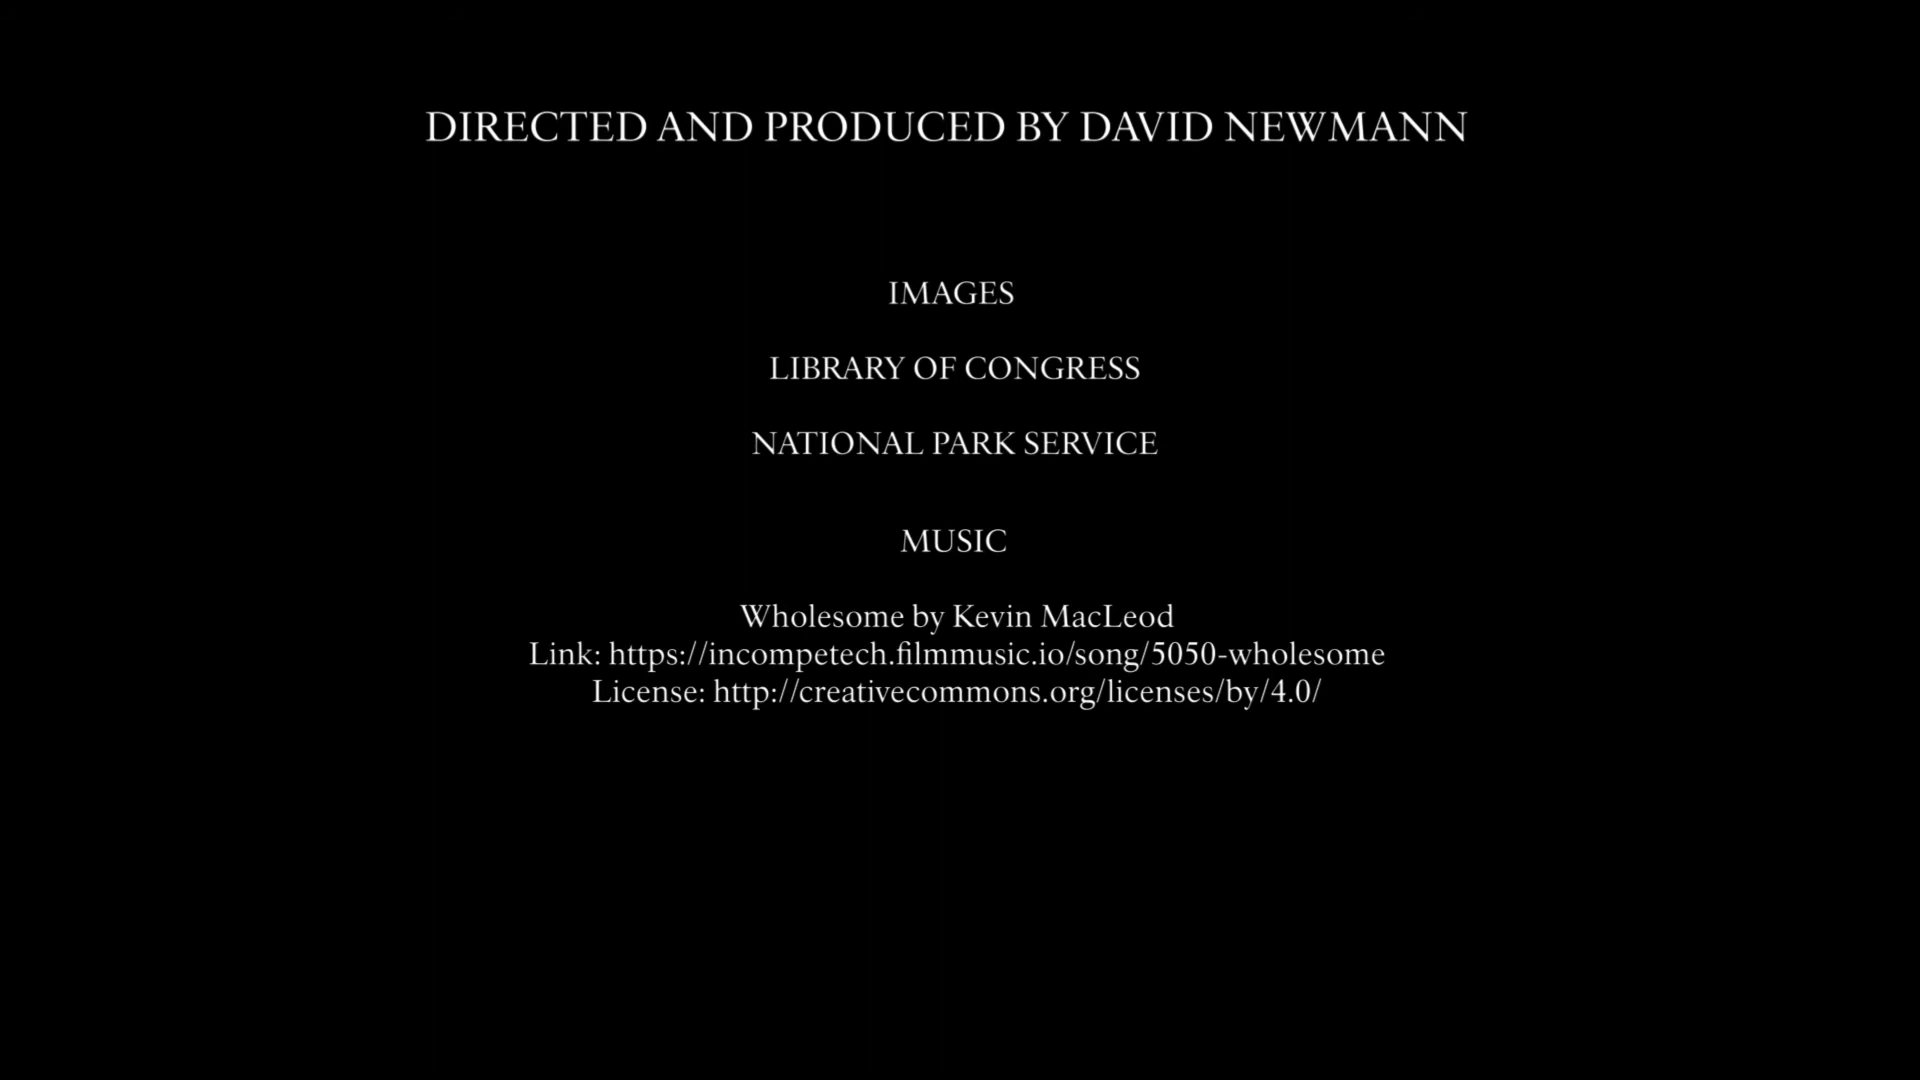 DIRECTED AND PRODUCED BY DAVID NEWMANN
IMAGES
LIBRARY OF CONGRESS
NATIONAL PARK SERVICE
MUSIC
Wholesome by Kevin MacLeod
Link: https://incompetech.filmmusic.io/song/5050-wholesome
License: http://creativecommons.org/licenses/by/4.0/